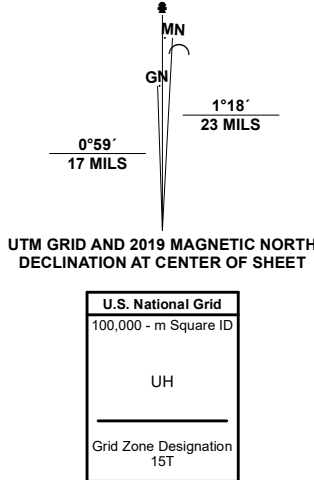 MN
GN
1°18´
23 MILS
0°59´
17 MILS
UTM GRID AND 2019 MAGNETIC NORTH
DECLINATION AT CENTER OF SHEET
U.S. National Grid
100,000 - m Square ID
UH
Grid Zone Designation
15T